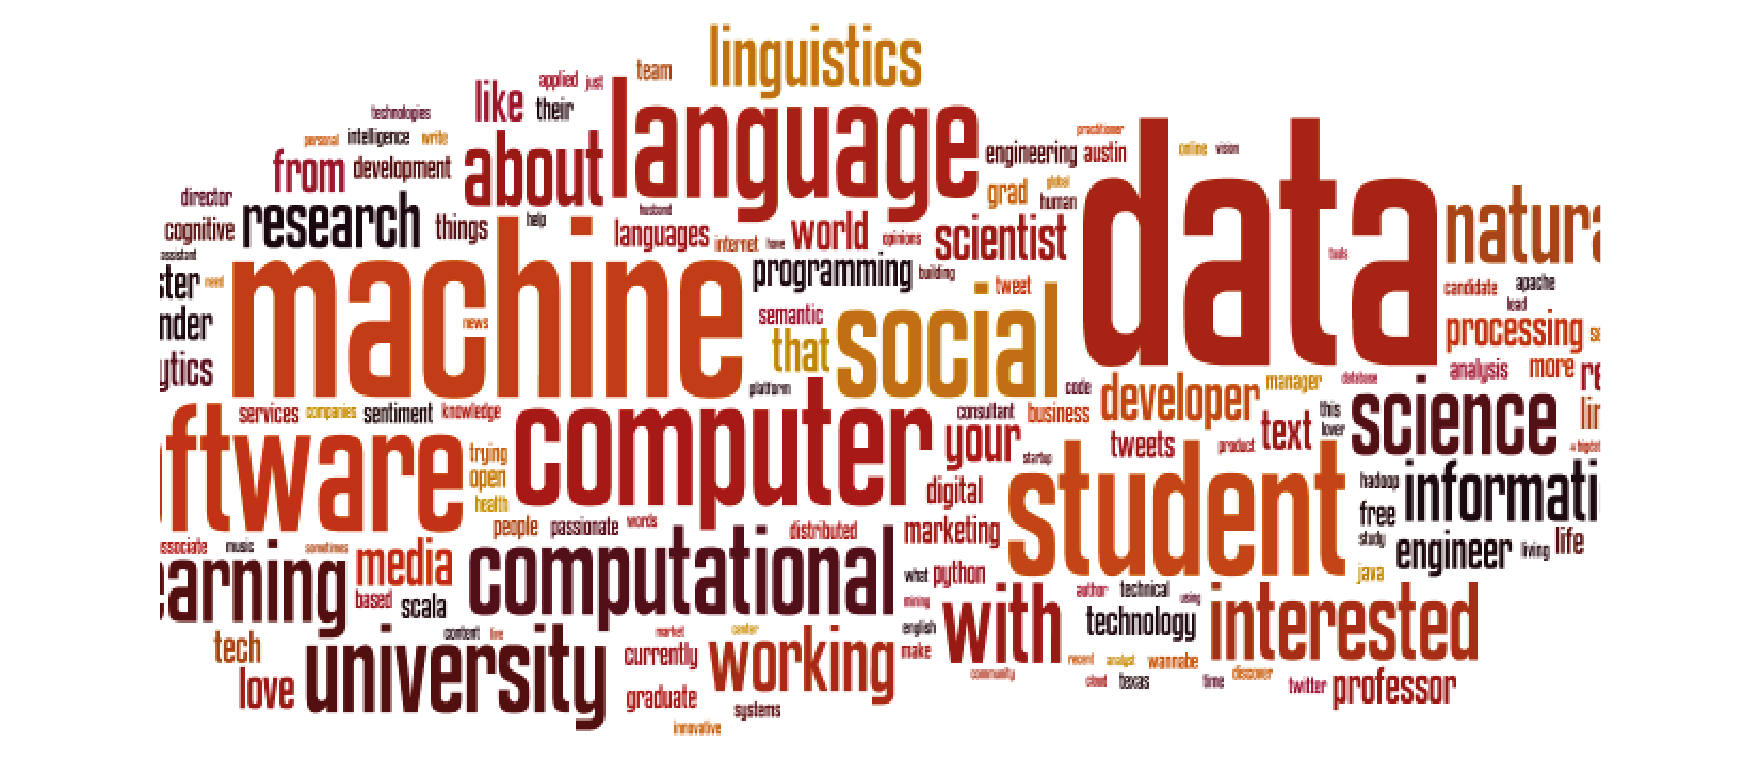 linguistics
team
applied just
like their
language
technologies
personal intelligence write
practitioner
from development about
engineering austin
online vision
data
director
grad global
human
cognitive research things help
husband
languages internet have world opinions scientist
natura
assistant
ter need
machine
programming building
tools
candidate apache
tweet
lead
nder
news
semantic
that social
processing
ytics
platform
code
developer manager database
analysis more re
services companies sentiment knowledge
computer
consultant business
this
lover
science
lin
ftware
trying
open
health
your startup
tweets product text
student
digital
hadoop informati
free
people passionate words
distributed marketing
study engineer living life
ssociate music sometimes
media computational
what python
java
arning
based scala
mining
with
author technical using
interested
english
technology
tech
university
content live
market
currently
center
working
make
community
recent analyst wannabe
love
graduate
cloud texas time discover
twitter professor
systems
innovative